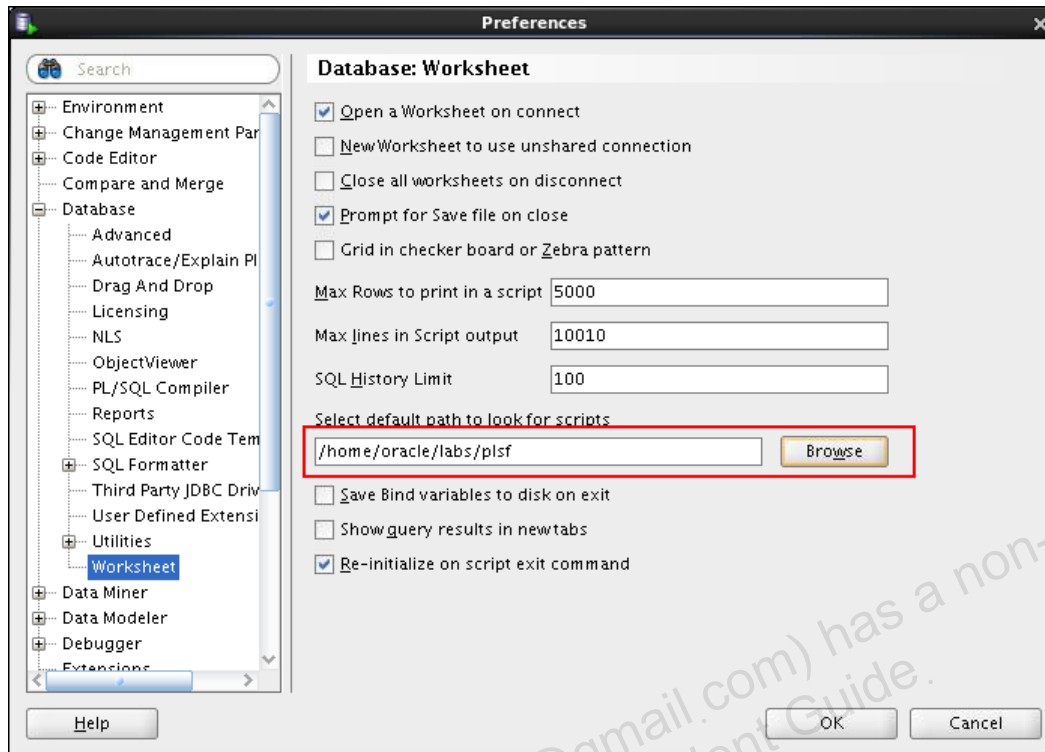 Preferences
Search
Environment
Change Management Par
Code Editor
Compare and Merge
Database
Advanced
Autotrace/Explain Pl
Drag And Drop
Licensing
NLS
ObjectViewer
PL/SQL Compiler
Reports
SQL Editor Code Tem
SQL Formatter
Third Party JDBC Driv
User Defined Extensi
Utilities
Worksheet
Data Miner
Data Modeler
Debugger
Extensions
Database: Worksheet
Open a Worksheet on connect
New Worksheet to use unshared connection
Close all worksheets on disconnect
Prompt for Save file on close
Grid in checker board or Zebra pattern
Max Rows to print in a script 5000
Max lines in Script output 10010
SQL History Limit 100
Select default path to look for scripts
/home/oracle/labs/plsf Browse
Save Bind variables to disk on exit
Show query results in new tabs
Re-initialize on script exit command
Help OK Cancel
gmail.com) has a non-
Guide.